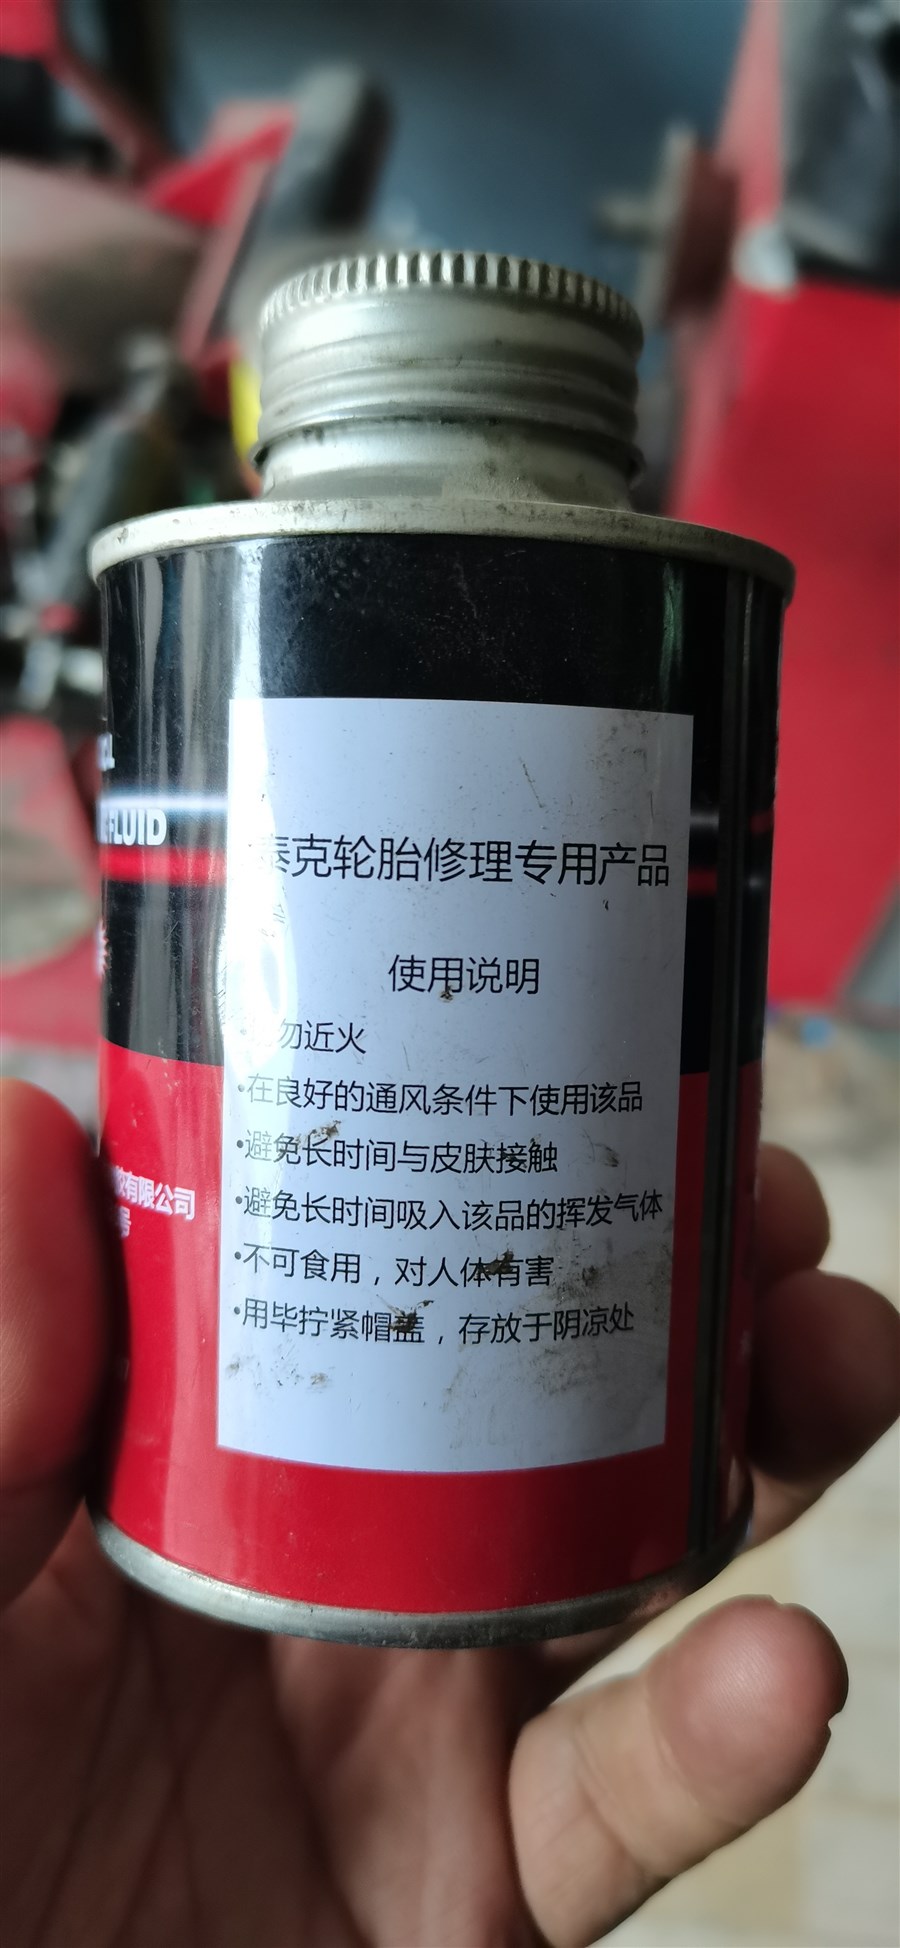 FLUID
泰克轮胎修理专用产品
使用说明
勿近火
•在良好的通风条件下使用该品
•避免长时间与皮肤接触
•避免长时间吸入该品的挥发气体
•不可食用，对人体有害
•用毕拧紧帽盖，存放于阴凉处
胶有限公司
号